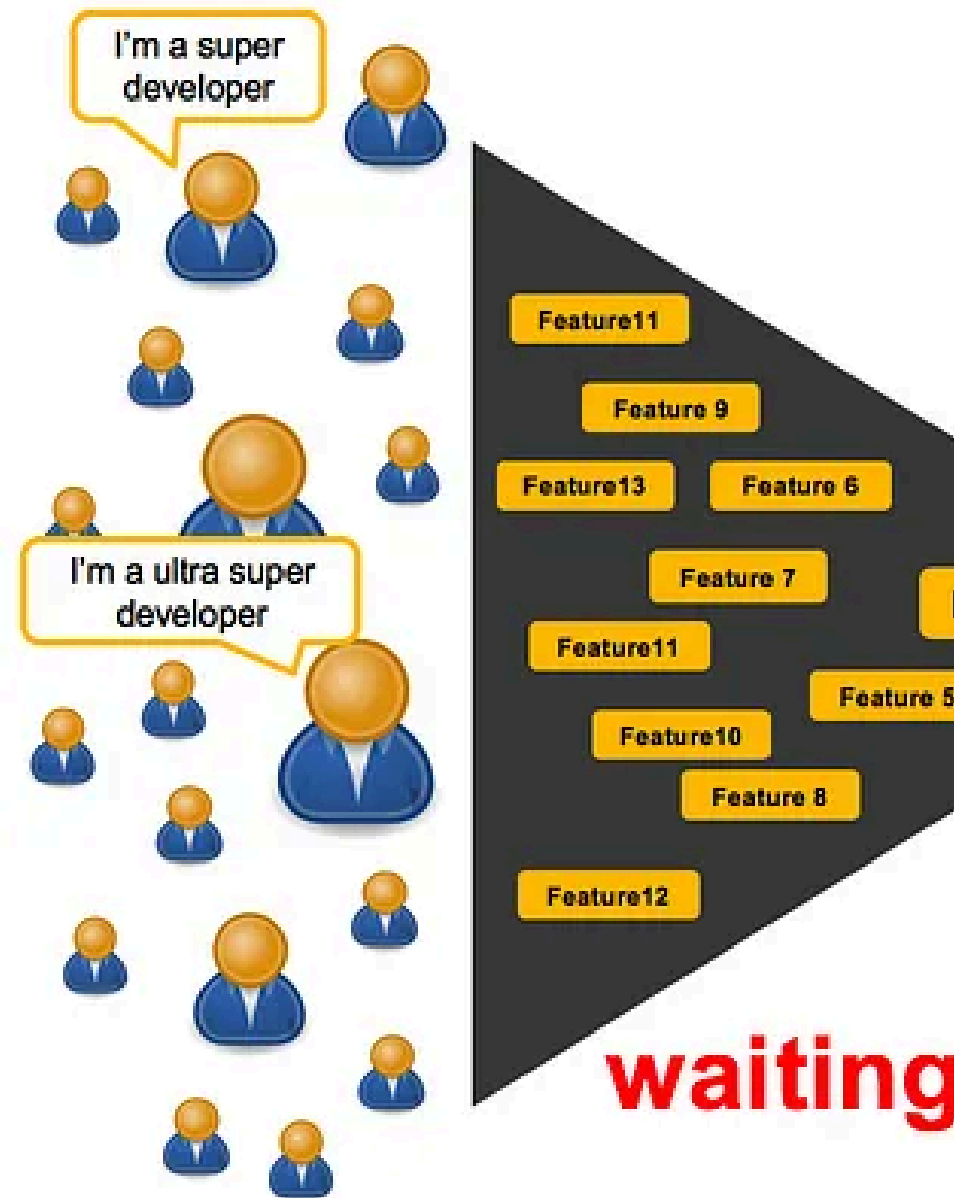 I'm a super
developer
Feature11
Feature 9
Feature13
Feature 6
Feature 7
I'm a ultra super
developer
Feature11
Feature 5
Feature10
Feature 8
Feature12
waiting